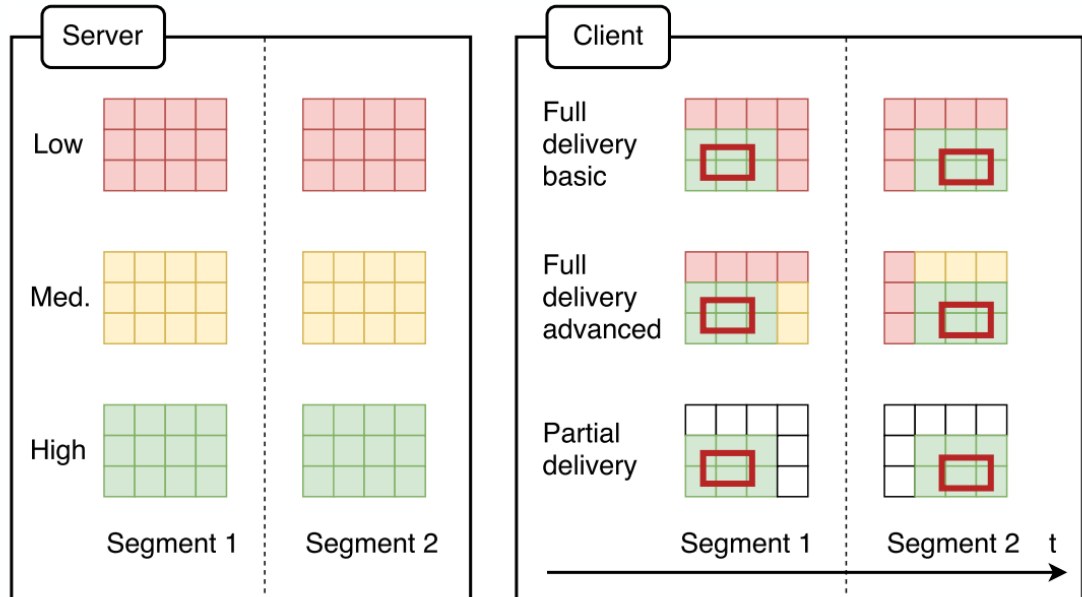 Server
Low
Med.
High
Segment 1
Segment 2
Client
Full
delivery
basic
Full
delivery
advanced
Partial
delivery
Segment 1
Segment 2
t